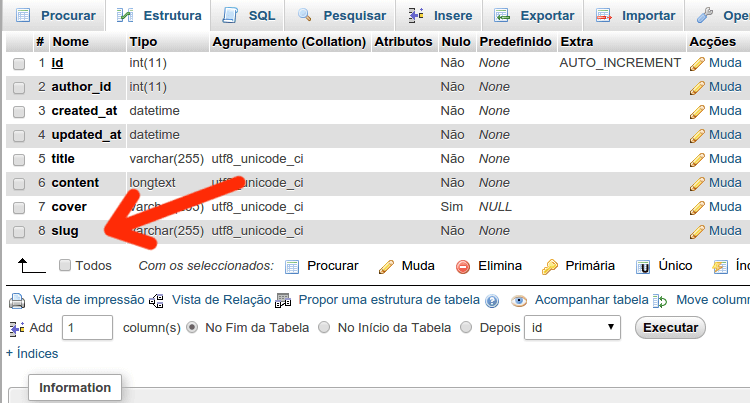 Procurar Estrutura SQL Pesquisar Insere Exportar Importar
# Nome Tipo Agrupamento (Collation) Atributos Nulo Predefinido Extra Acções
1 id int(11) Não None AUTO_INCREMENT Muda
2 author_id int(11) Não None Muda
3 created_at datetime Não None Muda
4 updated_at datetime Não None Muda
5 title varchar(255) utf8_unicode_ci Não None Muda
6 content longtext utf8_unicode_ci Não None Muda
7 cover varchar(255) utf8_unicode_ci Sim NULL Muda
8 slug varchar(255) utf8_unicode_ci Não None Muda
Todos Com os seleccionados: Procurar Muda Elimina Primária Único
Vista de impressão Vista de Relação Propor uma estrutura de tabela Acompanhar tabela Move colum
+ Add 1 column(s) No Fim da Tabela No Início da Tabela Depois id Executar
+ Índices
Information